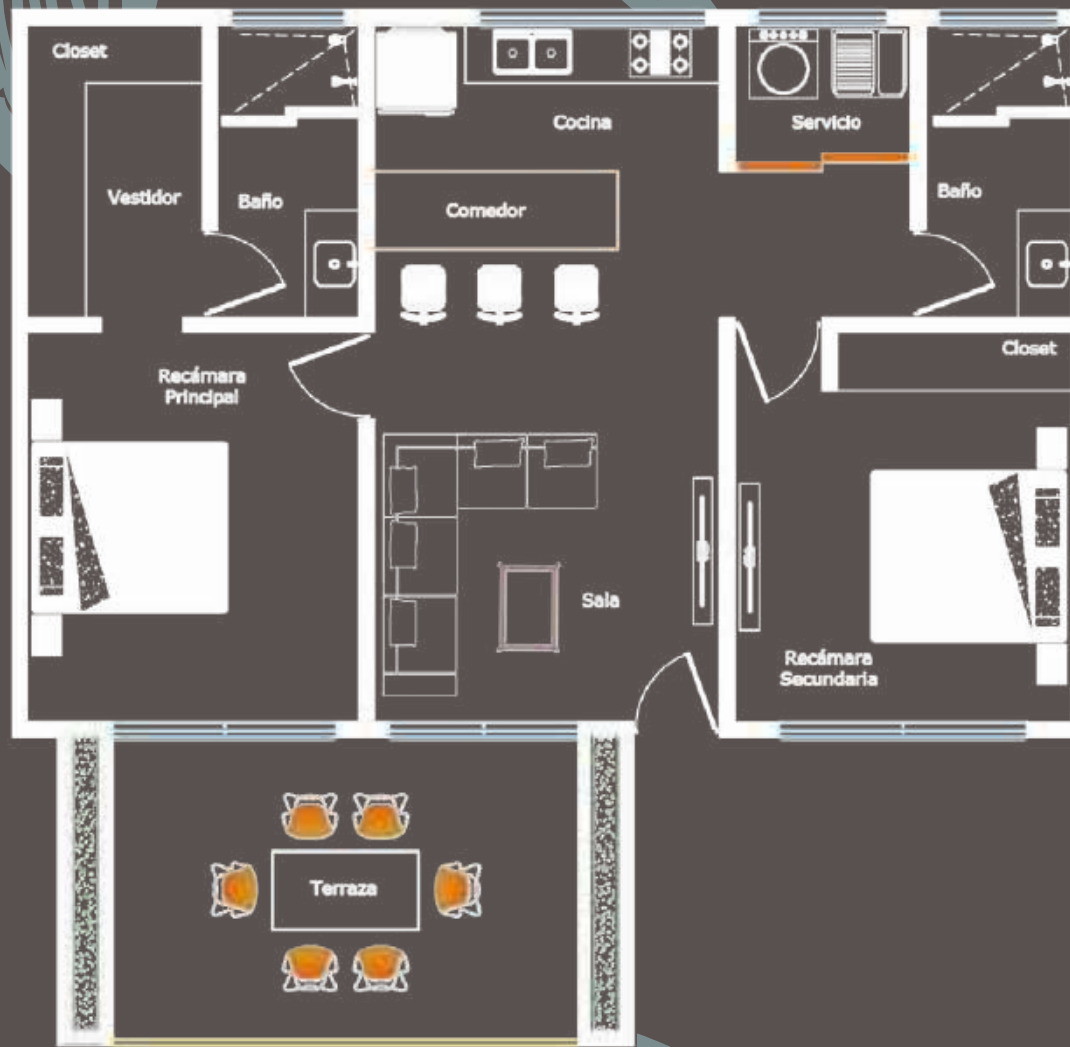 Closet
Cocina
Servicio
Vestidor
Baño
Comedor
Baño
Recámara
Principal
Closet
Sala
Recámara
Secundaria
Terraza